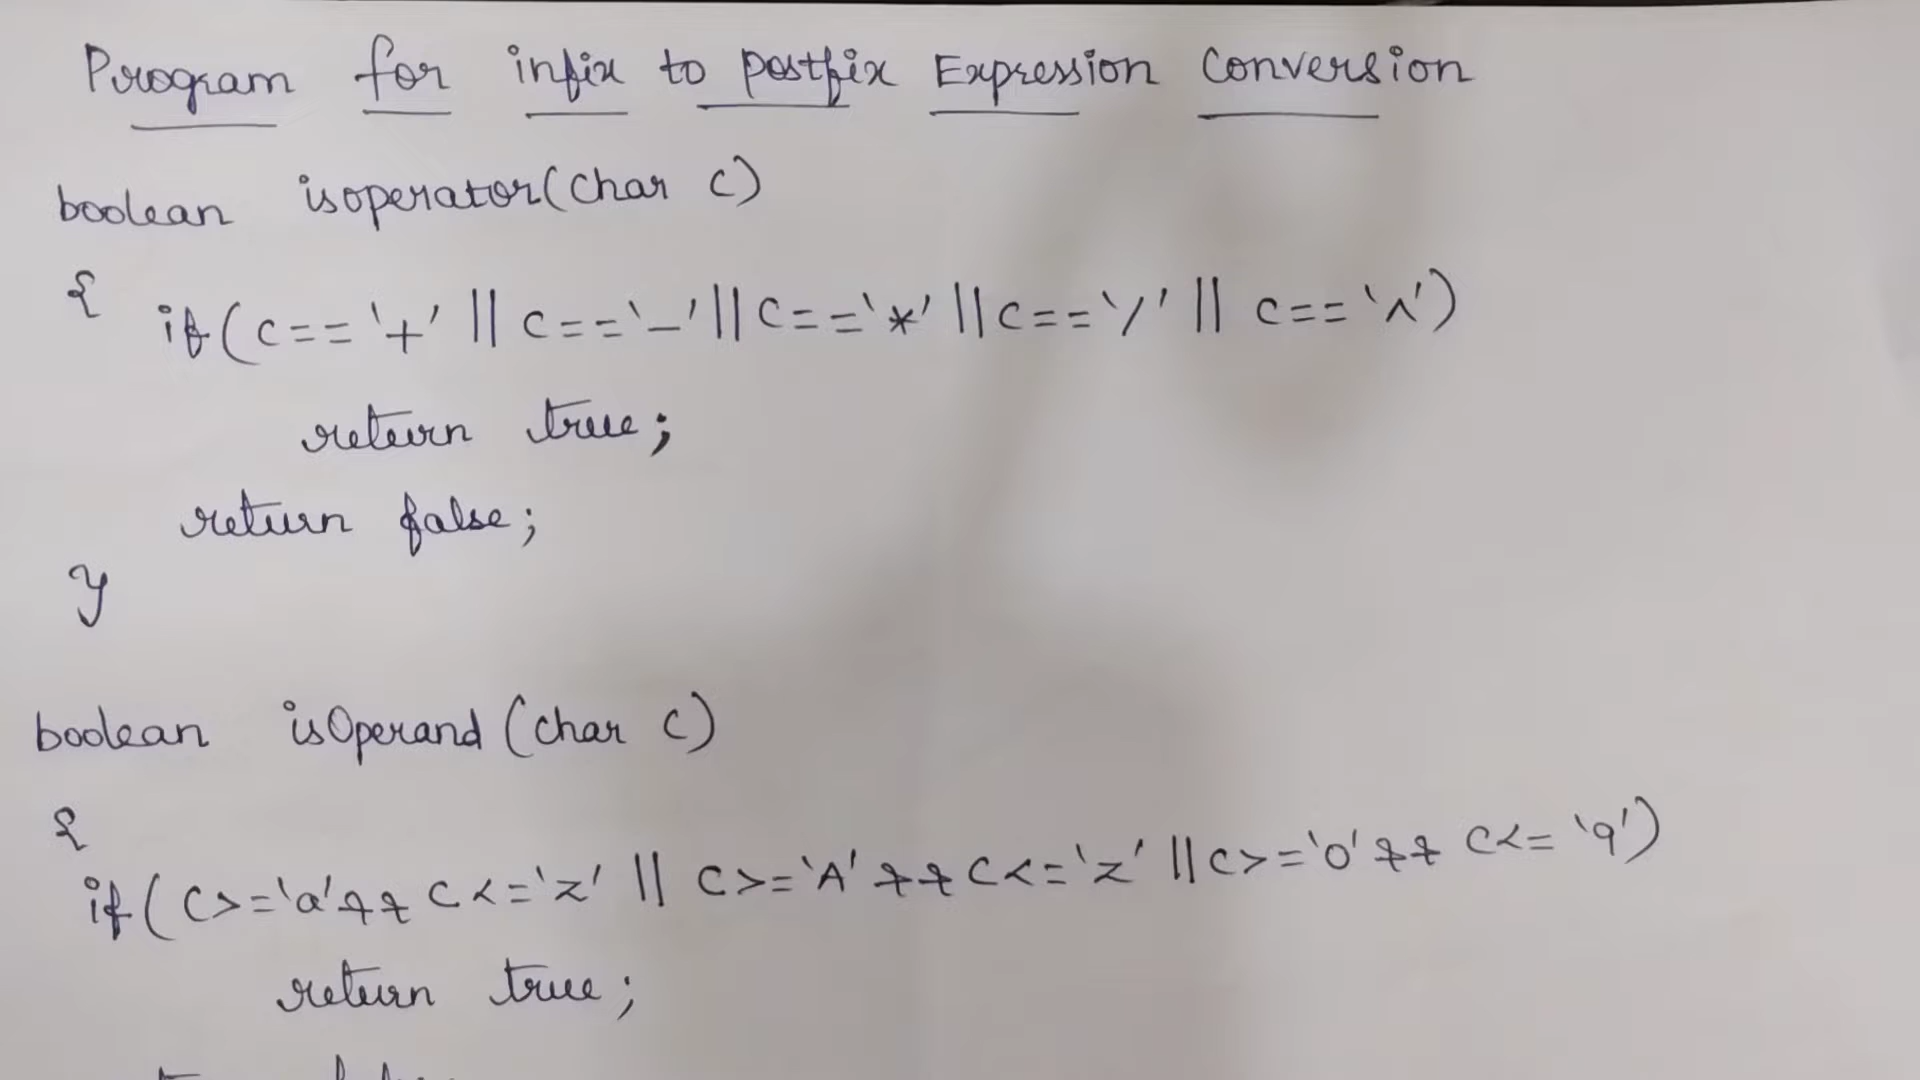 Program for infix to postfix Expression Conversion
boolean isoperator(char c)
{ if(c=='+' || c=='-' || c=='*' || c=='/' || c=='^')
return true;
return false;
}
boolean isOperand (char c)
{
if( c>='a' && c<='z' || c>='A' && c<='z' || c>='0' && c<='9')
return true;